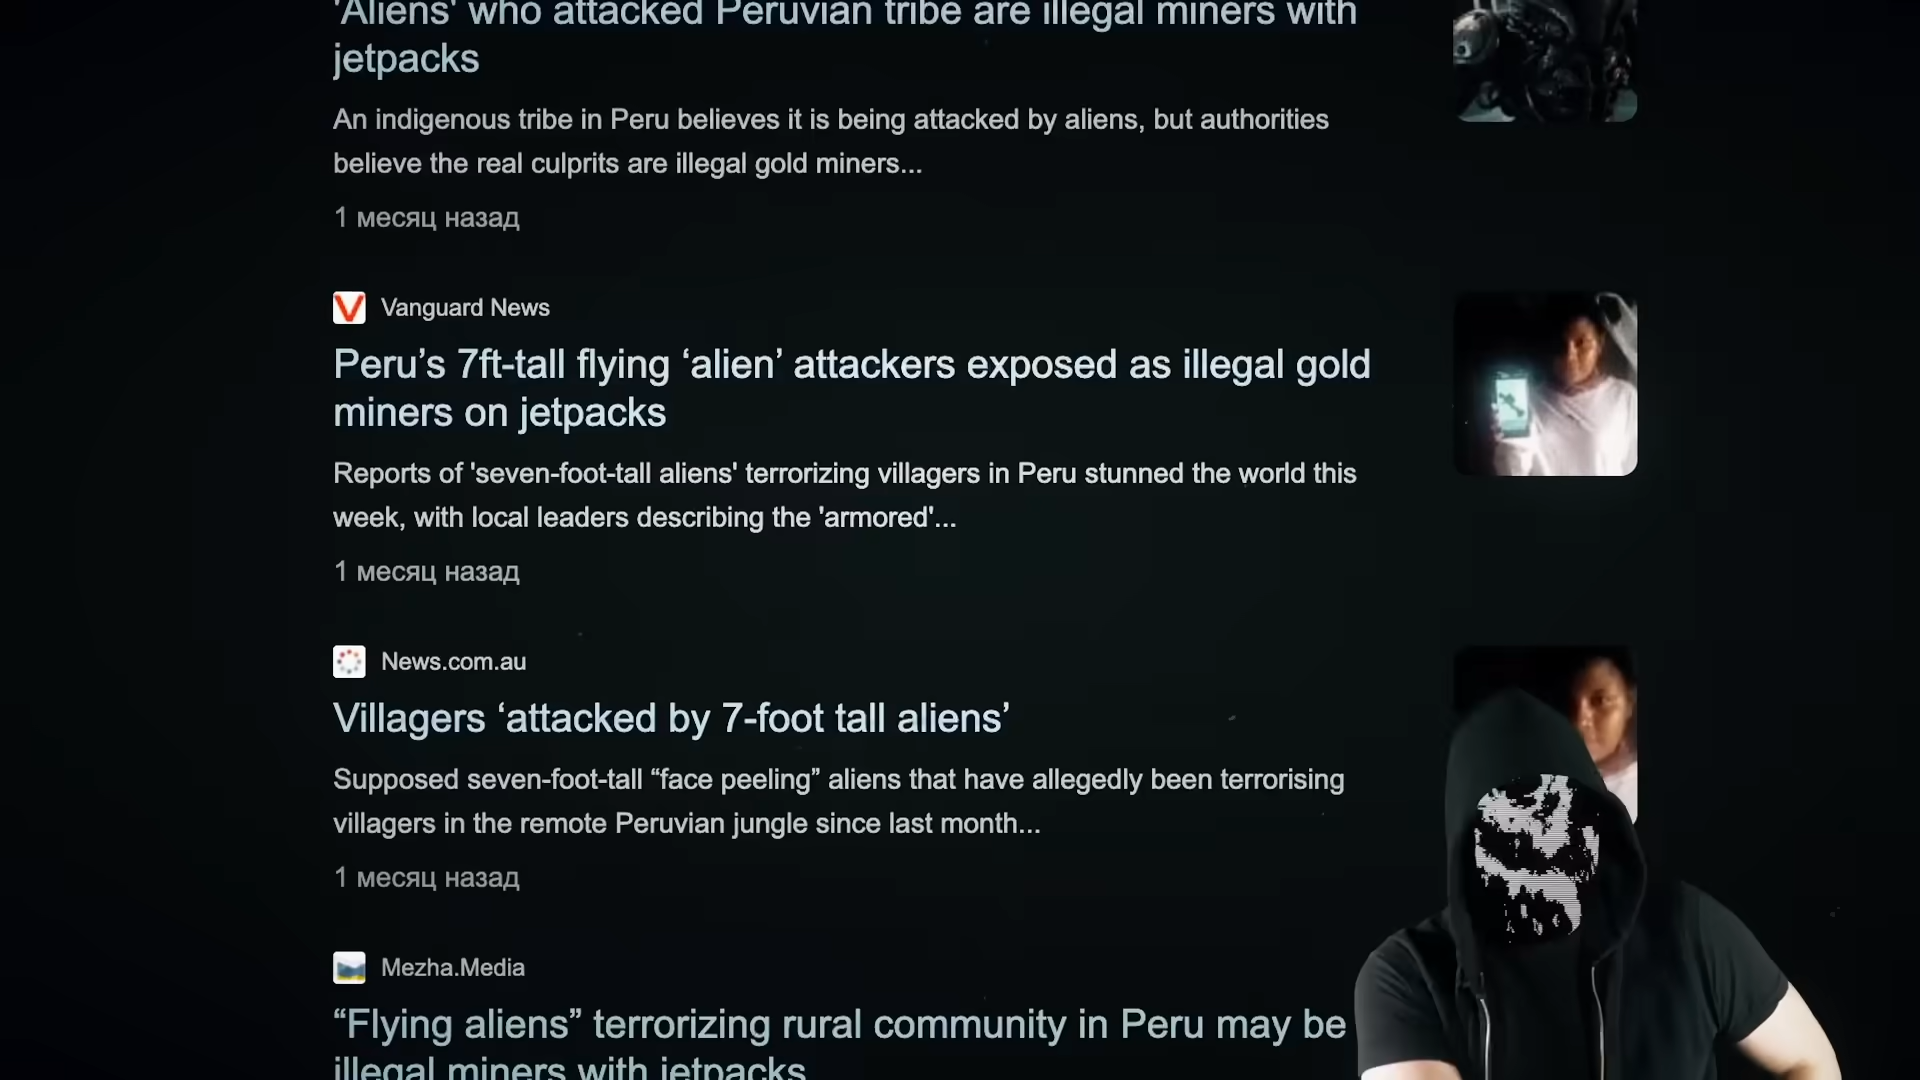 'Aliens' who attacked Peruvian tribe are illegal miners with
jetpacks
An indigenous tribe in Peru believes it is being attacked by aliens, but authorities
believe the real culprits are illegal gold miners...
1 месяц назад
Vanguard News
Peru’s 7ft-tall flying ‘alien’ attackers exposed as illegal gold
miners on jetpacks
Reports of 'seven-foot-tall aliens' terrorizing villagers in Peru stunned the world this
week, with local leaders describing the 'armored'...
1 месяц назад
News.com.au
Villagers ‘attacked by 7-foot tall aliens’
Supposed seven-foot-tall “face peeling” aliens that have allegedly been terrorising
villagers in the remote Peruvian jungle since last month...
1 месяц назад
Mezha.Media
“Flying aliens” terrorizing rural community in Peru may be
illegal miners with jetpacks